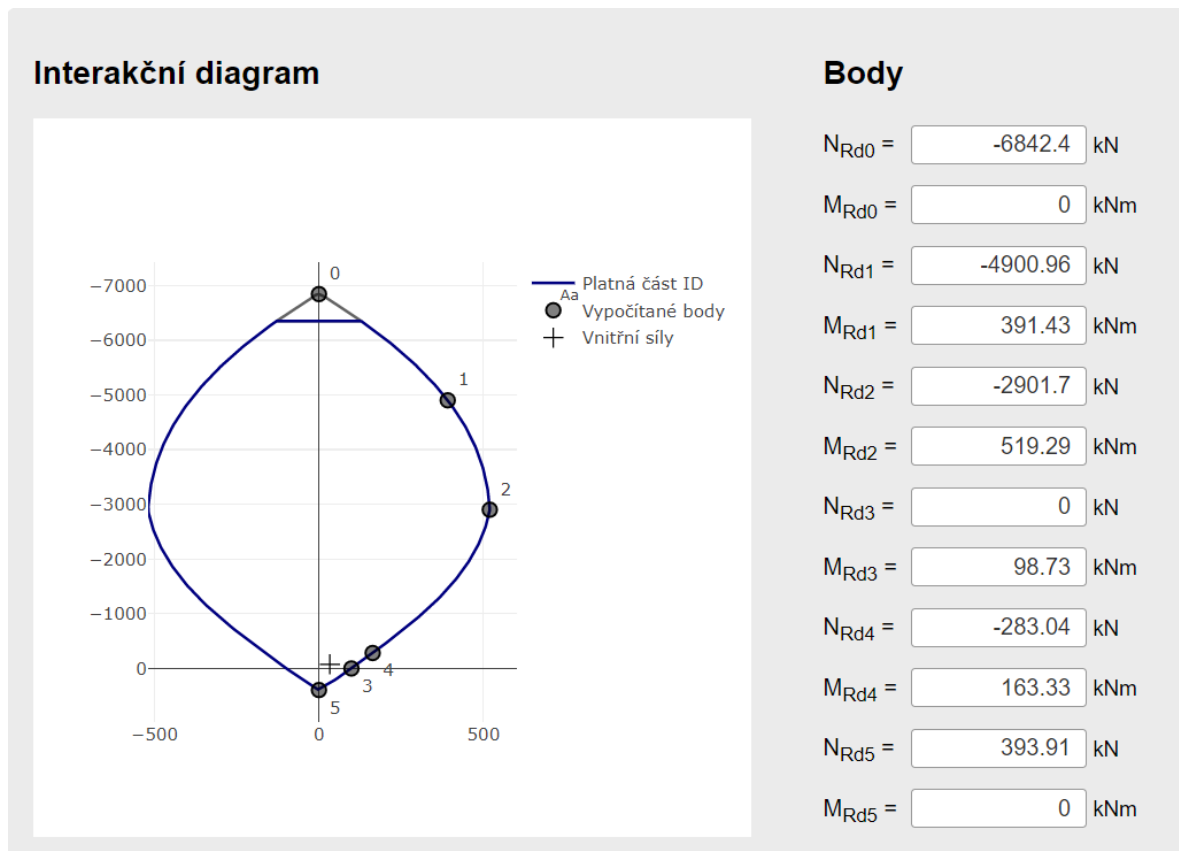 Interakční diagram
0
−7000
−6000
−5000
−4000
−3000
−2000
−1000
0
1
2
4
3
5
−500
0
500
Platná část ID
Aa
Vypočítané body
Vnitřní síly
Body
NRd0 = -6842.4 kN
MRd0 = 0 kNm
NRd1 = -4900.96 kN
MRd1 = 391.43 kNm
NRd2 = -2901.7 kN
MRd2 = 519.29 kNm
NRd3 = 0 kN
MRd3 = 98.73 kNm
NRd4 = -283.04 kN
MRd4 = 163.33 kNm
NRd5 = 393.91 kN
MRd5 = 0 kNm